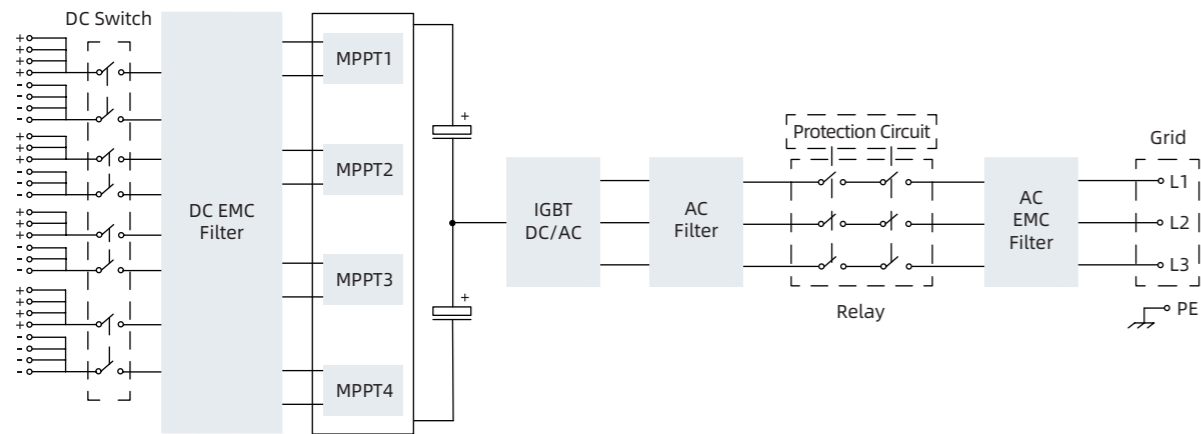 DC Switch
+
+
+
+
-
-
-
-
+
+
+
-
-
-
+
+
+
-
-
-
+
+
+
+
-
-
-
-
DC EMC
Filter
MPPT1
MPPT2
MPPT3
MPPT4
+
+
IGBT
DC/AC
AC
Filter
Protection Circuit
Relay
AC
EMC
Filter
Grid
L1
L2
L3
PE